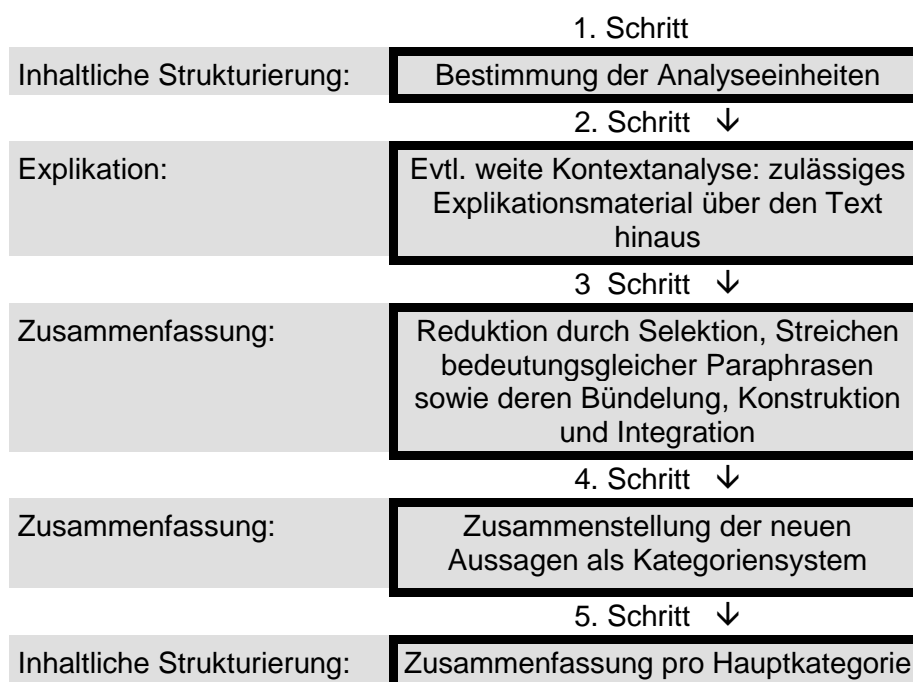 1. Schritt
Inhaltliche Strukturierung: Bestimmung der Analyseeinheiten
2. Schritt ↓
Explikation: Evtl. weite Kontextanalyse: zulässiges
Explikationsmaterial über den Text
hinaus
3 Schritt ↓
Zusammenfassung: Reduktion durch Selektion, Streichen
bedeutungsgleicher Paraphrasen
sowie deren Bündelung, Konstruktion
und Integration
4. Schritt ↓
Zusammenfassung: Zusammenstellung der neuen
Aussagen als Kategoriensystem
5. Schritt ↓
Inhaltliche Strukturierung: Zusammenfassung pro Hauptkategorie